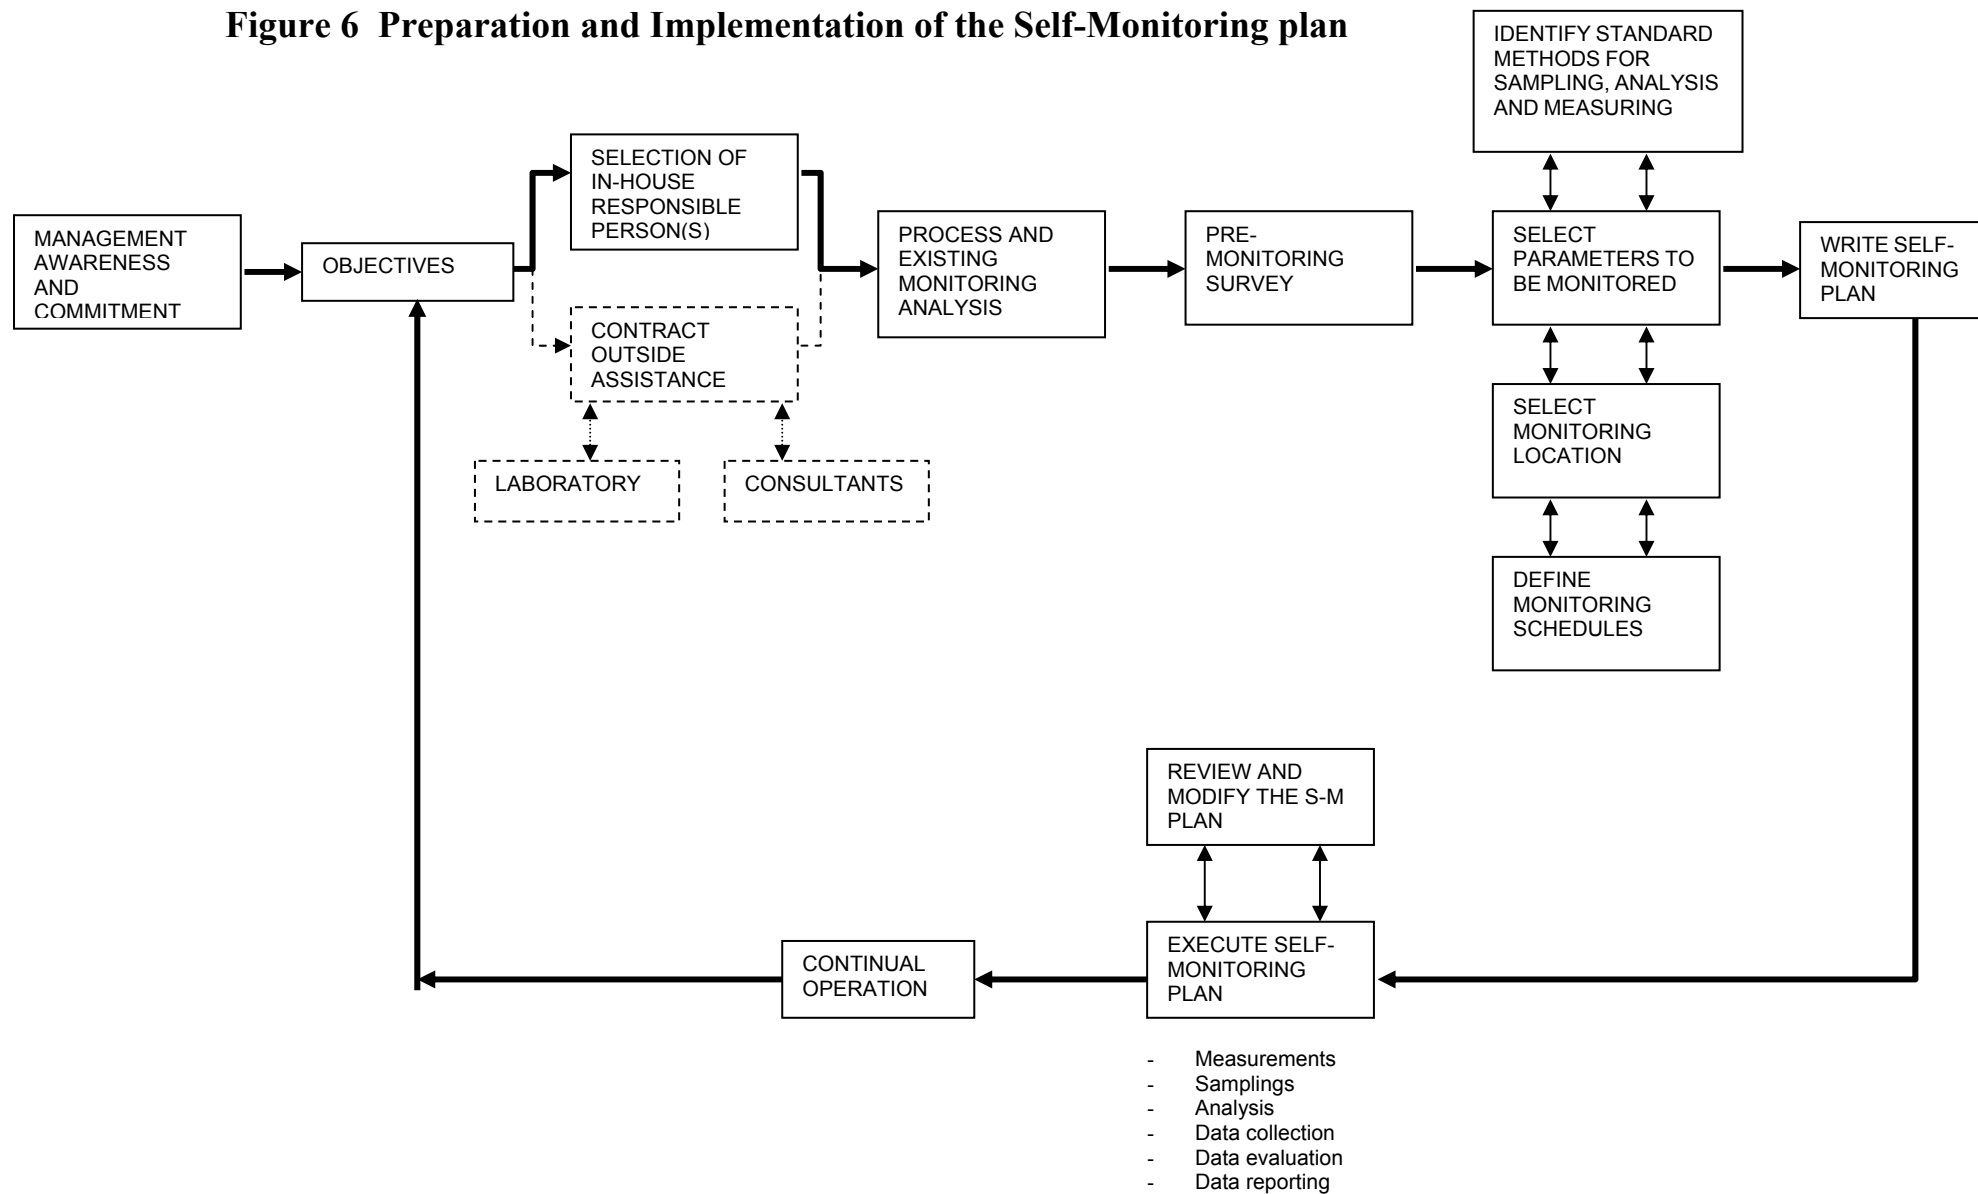 Figure 6  Preparation and Implementation of the Self-Monitoring plan
IDENTIFY STANDARD
METHODS FOR
SAMPLING, ANALYSIS
AND MEASURING
SELECTION OF
IN-HOUSE
RESPONSIBLE
PERSON(S)
MANAGEMENT
AWARENESS
AND
COMMITMENT
OBJECTIVES
PROCESS AND
EXISTING
MONITORING
ANALYSIS
PRE-
MONITORING
SURVEY
SELECT
PARAMETERS TO
BE MONITORED
WRITE SELF-
MONITORING
PLAN
CONTRACT
OUTSIDE
ASSISTANCE
LABORATORY
CONSULTANTS
SELECT
MONITORING
LOCATION
DEFINE
MONITORING
SCHEDULES
REVIEW AND
MODIFY THE S-M
PLAN
EXECUTE SELF-
MONITORING
PLAN
CONTINUAL
OPERATION
- Measurements
- Samplings
- Analysis
- Data collection
- Data evaluation
- Data reporting